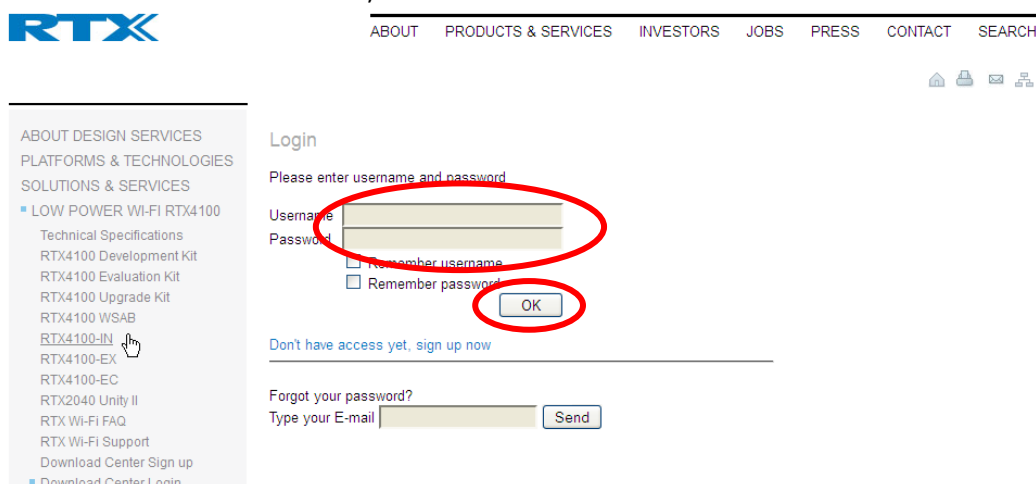 RTX
ABOUT PRODUCTS & SERVICES INVESTORS JOBS PRESS CONTACT SEARCH
ABOUT DESIGN SERVICES
PLATFORMS & TECHNOLOGIES
SOLUTIONS & SERVICES
LOW POWER WI-FI RTX4100
Technical Specifications
RTX4100 Development Kit
RTX4100 Evaluation Kit
RTX4100 Upgrade Kit
RTX4100 WSAB
RTX4100-IN
RTX4100-EX
RTX4100-EC
RTX2040 Unity II
RTX Wi-Fi FAQ
RTX Wi-Fi Support
Download Center Sign up
Download Center Login
Login
Please enter username and password
Username
Password
Remember username
Remember password
OK
Don't have access yet, sign up now
Forgot your password?
Type your E-mail Send